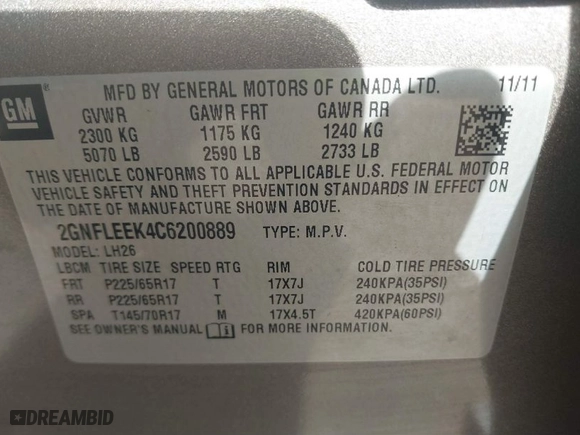 GM
MFD BY GENERAL MOTORS OF CANADA LTD. 11/11
GVWR GAWR FRT GAWR RR
2300 KG 1175 KG 1240 KG
5070 LB 2590 LB 2733 LB
THIS VEHICLE CONFORMS TO ALL APPLICABLE U.S. FEDERAL MOTOR
VEHICLE SAFETY AND THEFT PREVENTION STANDARDS IN EFFECT ON
THE DATE OF MANUFACTURE SHOWN ABOVE.
2GNFLEEK4C6200889 TYPE: M.P.V.
MODEL: LH26
LBCM TIRE SIZE SPEED RTG RIM COLD TIRE PRESSURE
FRT P225/65R17 T 17X7J 240KPA(35PSI)
RR P225/65R17 T 17X7J 240KPA(35PSI)
SPA T145/70R17 M 17X4.5T 420KPA(60PSI)
SEE OWNER'S MANUAL FOR MORE INFORMATION.
DREAMBID